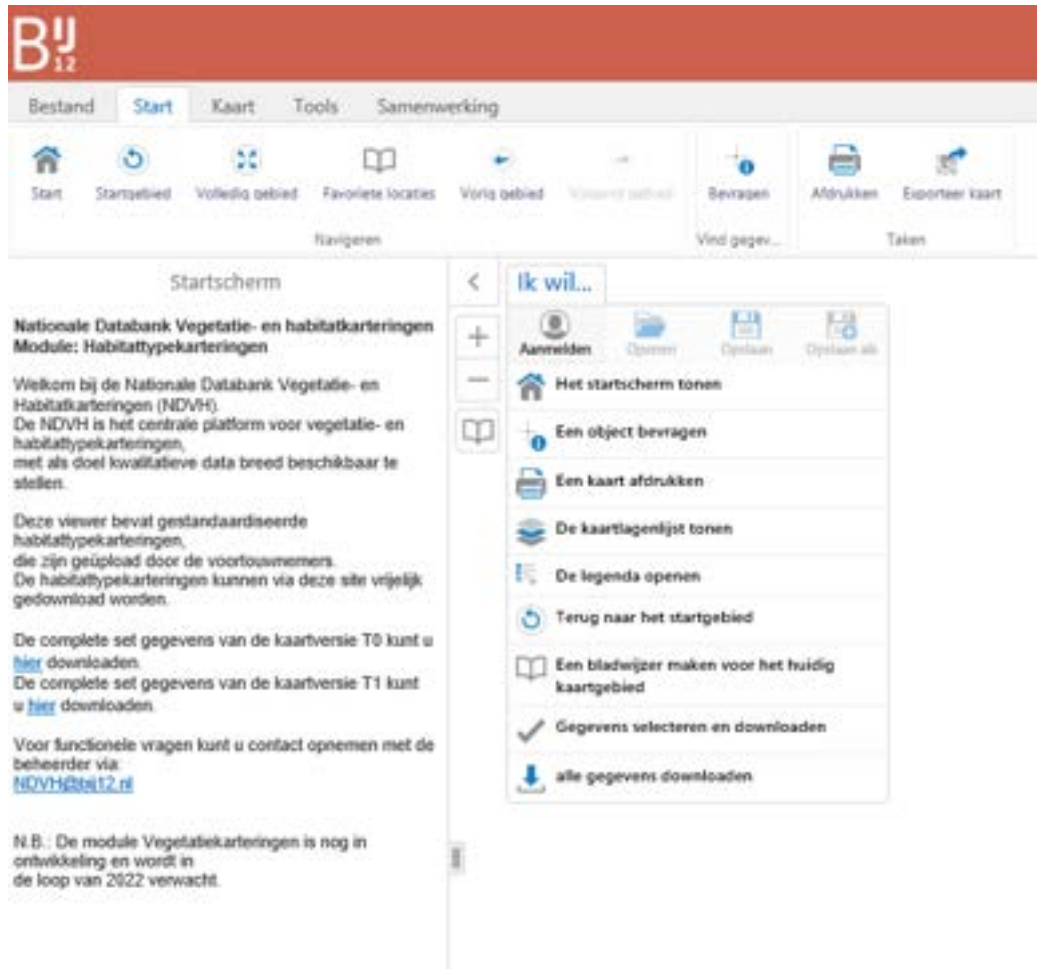 BIJ
12
Bestand Start Kaart Tools Samenwerking
Start Startgebied Volledig gebied Favoriete locaties Vorig gebied Volgend gebied Bevragen Afdrukken Exporteer kaart
Navigeren Vind gegev... Taken
Startscherm
Nationale Databank Vegetatie- en habitatkarteringen
Module: Habitattypekarteringen
Welkom bij de Nationale Databank Vegetatie- en
Habitatkarteringen (NDVH).
De NDVH is het centrale platform voor vegetatie- en
habitattypekarteringen,
met als doel kwalitatieve data breed beschikbaar te
stellen.
Deze viewer bevat gestandaardiseerde
habitattypekarteringen,
die zijn geüpload door de voortouwnemers.
De habitattypekarteringen kunnen via deze site vrijelijk
gedownload worden.
De complete set gegevens van de kaartversie T0 kunt u
hier downloaden.
De complete set gegevens van de kaartversie T1 kunt
u hier downloaden.
Voor functionele vragen kunt u contact opnemen met de
beheerder via:
NDVH@bij12.nl
N.B.: De module Vegetatiekarteringen is nog in
ontwikkeling en wordt in
de loop van 2022 verwacht.
Ik wil...
Aanmelden Openen Opslaan Opslaan als
Het startscherm tonen
Een object bevragen
Een kaart afdrukken
De kaartlagenlijst tonen
De legenda openen
Terug naar het startgebied
Een bladwijzer maken voor het huidig
kaartgebied
Gegevens selecteren en downloaden
alle gegevens downloaden